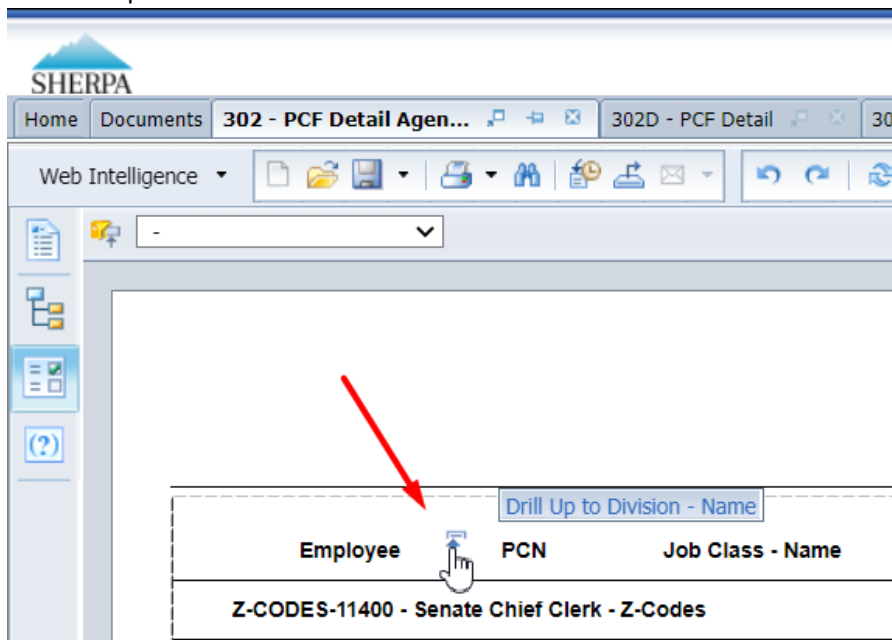 SHERPA
Home Documents 302 - PCF Detail Agen... 302D - PCF Detail 30
Web Intelligence
-
(?)
Drill Up to Division - Name
Employee PCN Job Class - Name
Z-CODES-11400 - Senate Chief Clerk - Z-Codes